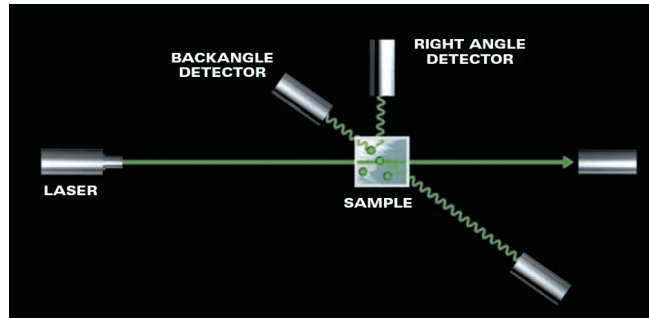 BACKANGLE
DETECTOR
RIGHT ANGLE
DETECTOR
LASER
SAMPLE